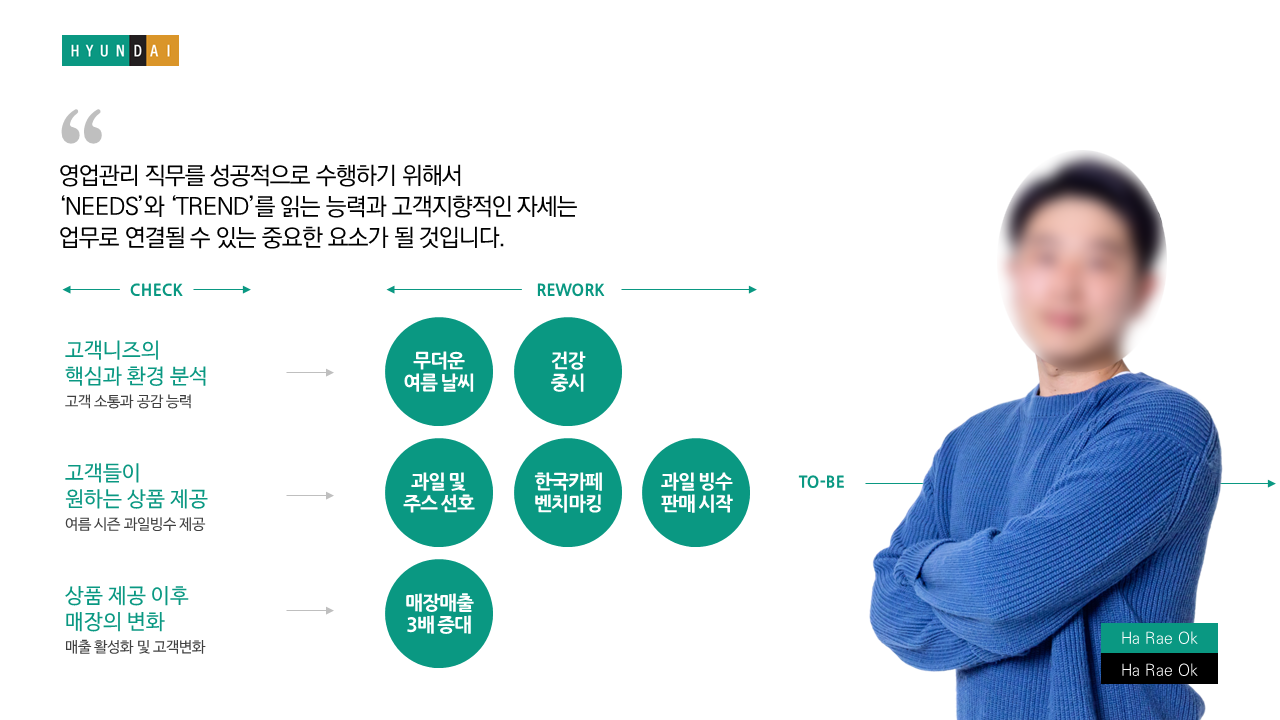 HYUNDAI
“
영업관리 직무를 성공적으로 수행하기 위해서
‘NEEDS’와 ‘TREND’를 읽는 능력과 고객지향적인 자세는
업무로 연결될 수 있는 중요한 요소가 될 것입니다.
CHECK
REWORK
고객니즈의
핵심과 환경 분석
고객 소통과 공감 능력
무더운
여름 날씨
건강
중시
고객들이
원하는 상품 제공
여름 시즌 과일빙수 제공
과일 및
주스 선호
한국카페
벤치마킹
과일 빙수
판매 시작
TO-BE
상품 제공 이후
매장의 변화
매출 활성화 및 고객변화
매장매출
3배 증대
Ha Rae Ok
Ha Rae Ok